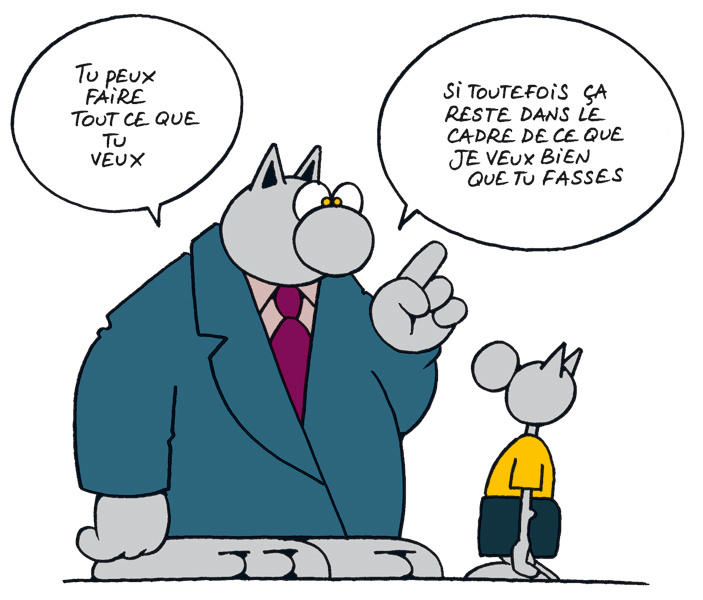 TU PEUX
FAIRE
TOUT CE QUE
TU
VEUX
SI TOUTEFOIS ÇA
RESTE DANS LE
CADRE DE CE QUE
JE VEUX BIEN
QUE TU FASSES